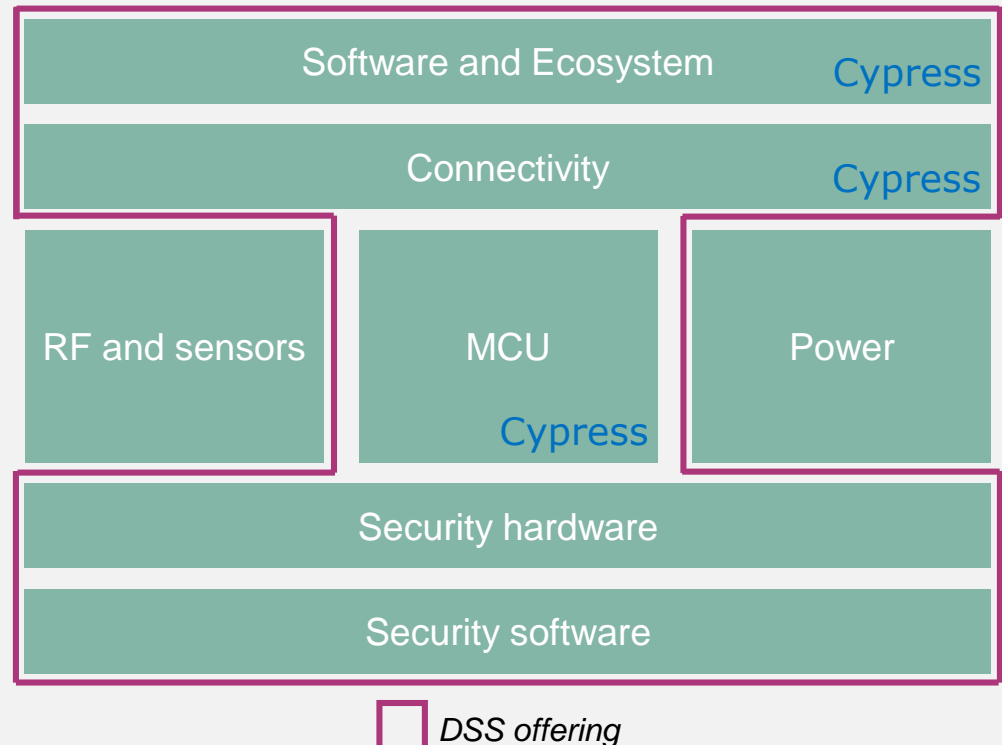 Software and Ecosystem
Cypress
Connectivity
Cypress
RF and sensors
MCU
Power
Cypress
Security hardware
Security software
DSS offering